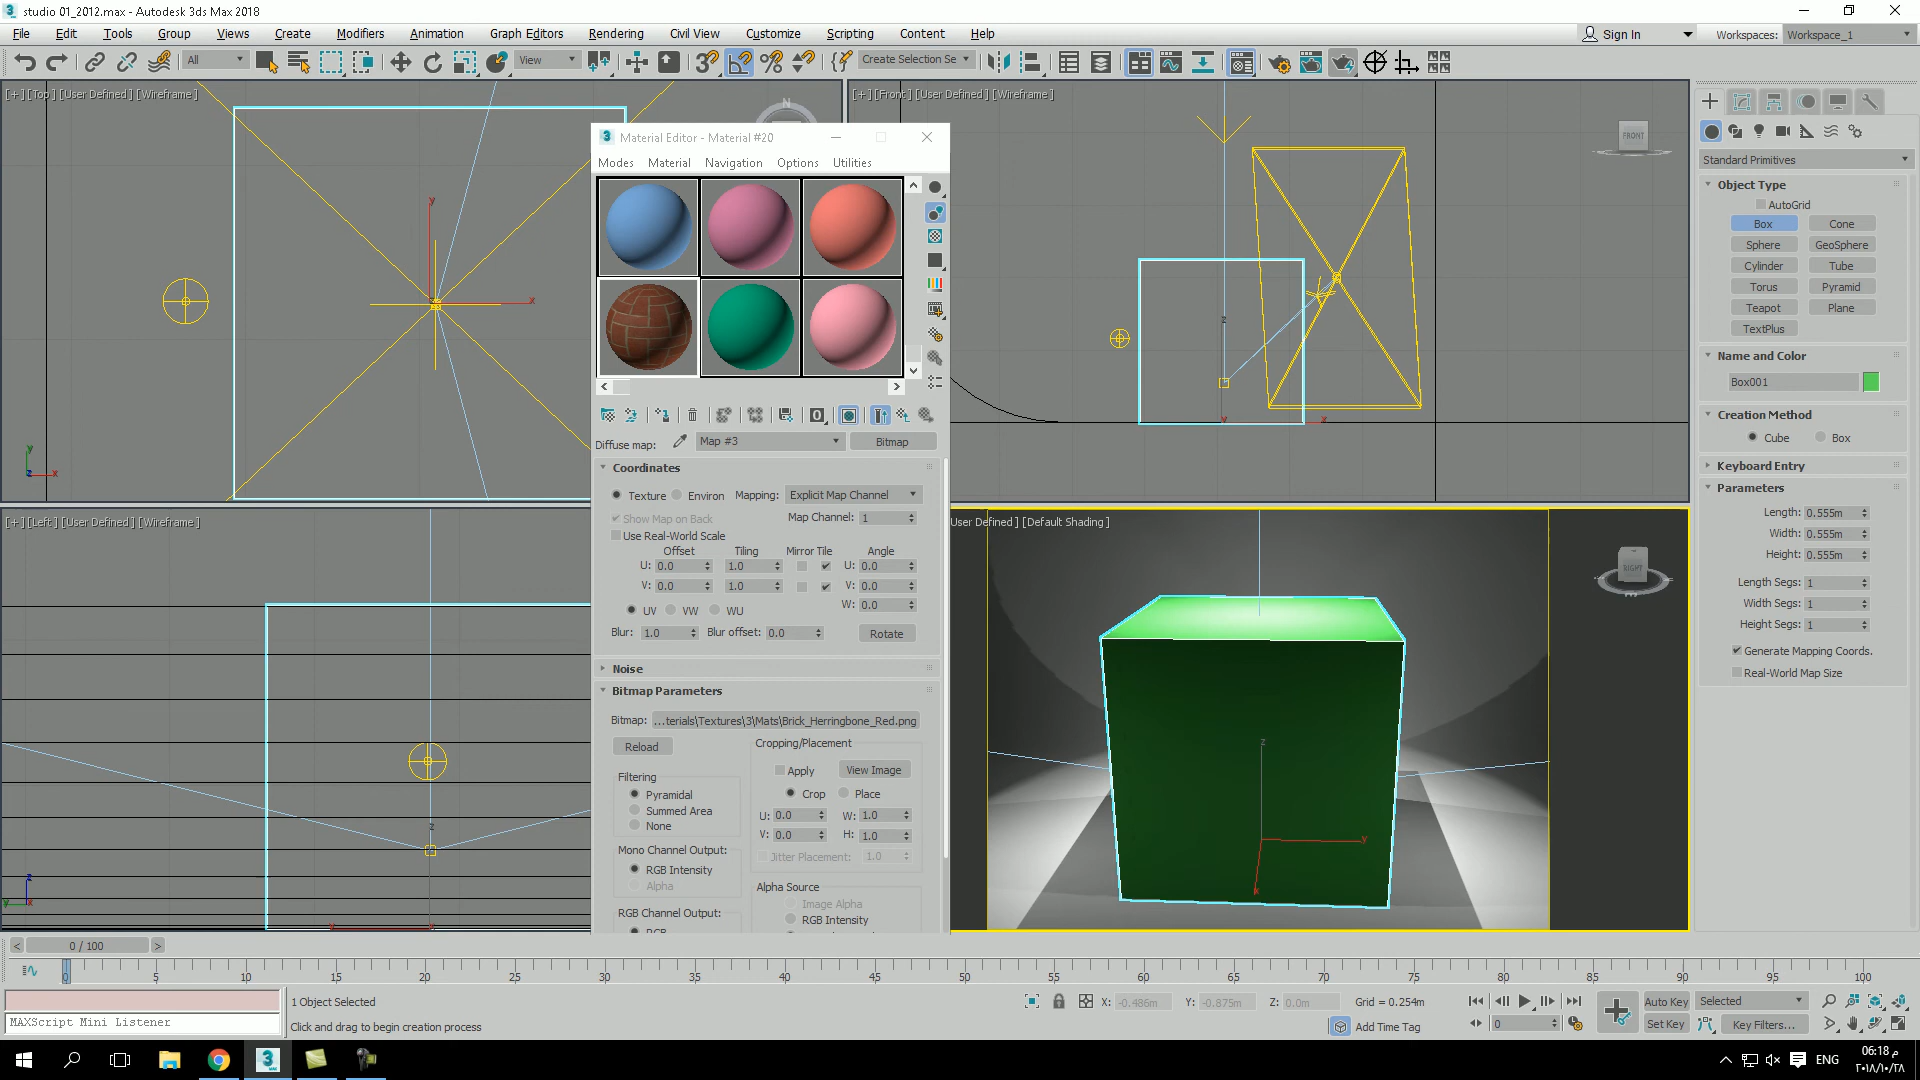 studio 01_2012.max - Autodesk 3ds Max 2018
File Edit Tools Group Views Create Modifiers Animation Graph Editors Rendering Civil View Customize Scripting Content Help
Sign In Workspaces: Workspace_1
All View Create Selection Se
[+] [Top] [User Defined] [Wireframe]
[+] [Front] [User Defined] [Wireframe]
N
FRONT
Material Editor - Material #20
Modes Material Navigation Options Utilities
Diffuse map: Map #3 Bitmap
Coordinates
Texture Environ Mapping: Explicit Map Channel
Show Map on Back Map Channel: 1
Use Real-World Scale
Offset Tiling Mirror Tile Angle
U: 0.0 1.0 U: 0.0
V: 0.0 1.0 V: 0.0
W: 0.0
UV VW WU
Blur: 1.0 Blur offset: 0.0 Rotate
Noise
Bitmap Parameters
Bitmap: ...terials\Textures\3\Mats\Brick_Herringbone_Red.png
Reload Cropping/Placement
Apply View Image
Crop Place
U: 0.0 W: 1.0
V: 0.0 H: 1.0
Jitter Placement: 1.0
Filtering
Pyramidal
Summed Area
None
Mono Channel Output:
RGB Intensity
Alpha
Alpha Source
Image Alpha
RGB Intensity
RGB Channel Output:
RGB
[+] [Left] [User Defined] [Wireframe]
User Defined] [Default Shading]
RIGHT
Standard Primitives
Object Type
AutoGrid
Box Cone
Sphere GeoSphere
Cylinder Tube
Torus Pyramid
Teapot Plane
TextPlus
Name and Color
Box001
Creation Method
Cube Box
Keyboard Entry
Parameters
Length: 0.555m
Width: 0.555m
Height: 0.555m
Length Segs: 1
Width Segs: 1
Height Segs: 1
Generate Mapping Coords.
Real-World Map Size
0 / 100
0 5 10 15 20 25 30 35 40 45 50 55 60 65 70 75 80 85 90 95 100
1 Object Selected
X: -0.486m Y: -0.875m Z: 0.0m Grid = 0.254m
Auto Key Selected
MAXScript Mini Listener
Click and drag to begin creation process
Add Time Tag
0
Set Key Key Filters...
ENG
06:18 م
٢٠١٨/١٠/٢٨